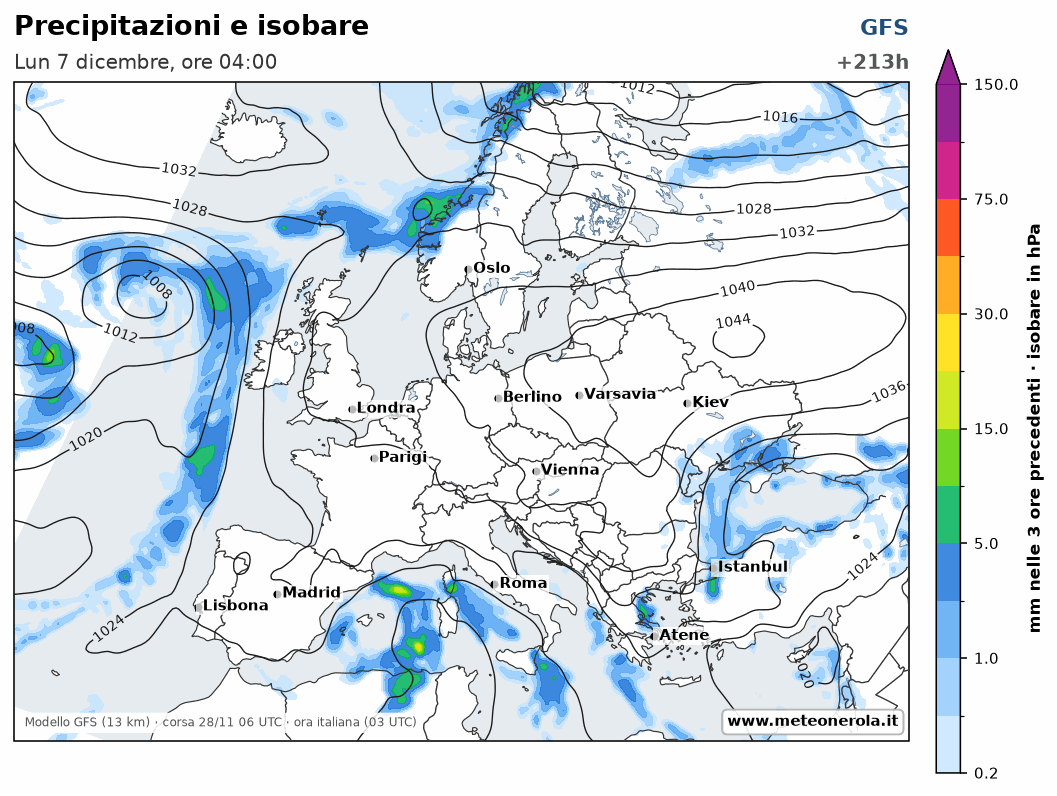 Precipitazioni e isobare
GFS
Lun 7 dicembre, ore 04:00
+213h
1012
1016
1032
1028
1028
1032
1008
1040
1044
1012
008
1036
1020
1024
1024
1020
Oslo
Londra
Berlino
Varsavia
Kiev
Parigi
Vienna
Istanbul
Roma
Madrid
Lisbona
Atene
Modello GFS (13 km) · corsa 28/11 06 UTC · ora italiana (03 UTC)
www.meteonerola.it
150.0
75.0
30.0
15.0
5.0
1.0
0.2
mm nelle 3 ore precedenti · isobare in hPa